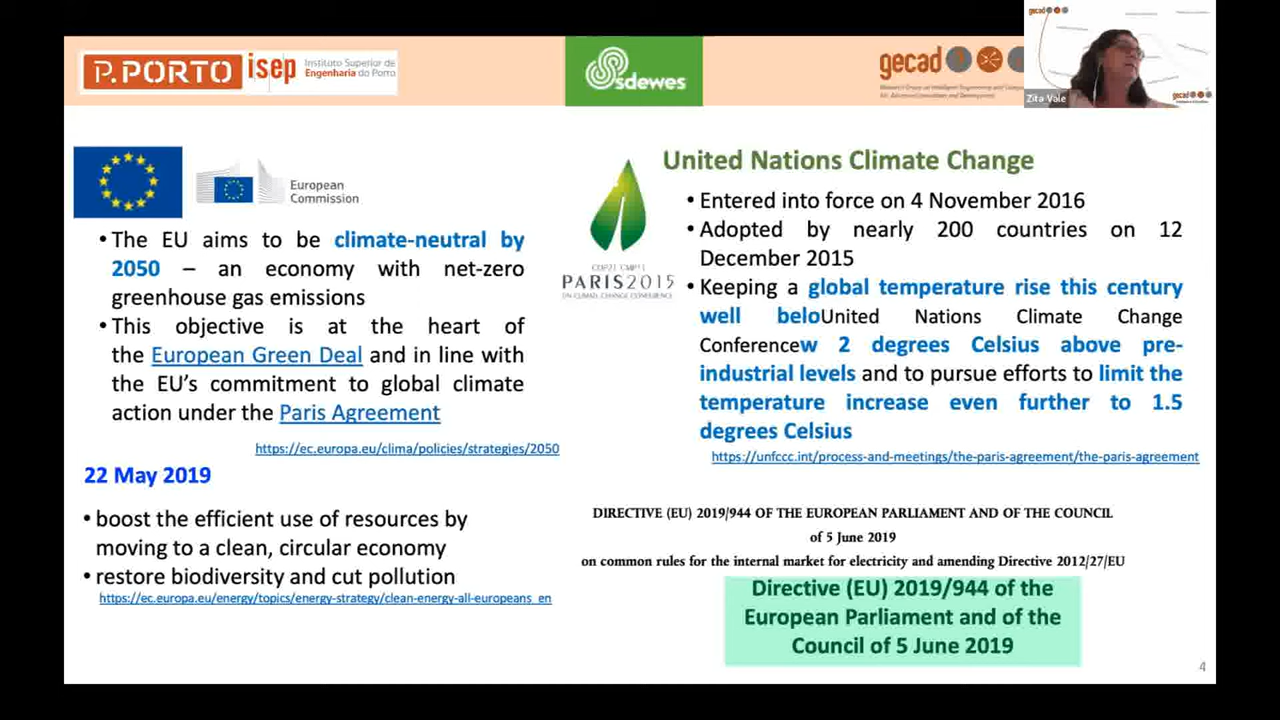 P.PORTO
isep
Instituto Superior de
Engenharia do Porto
sdewes
gecad
gecad
gecad
Zita Vale
European
Commission
• The EU aims to be climate-neutral by
2050 – an economy with net-zero
greenhouse gas emissions
• This objective is at the heart of
the European Green Deal and in line with
the EU's commitment to global climate
action under the Paris Agreement
https://ec.europa.eu/clima/policies/strategies/2050
22 May 2019
• boost the efficient use of resources by
moving to a clean, circular economy
• restore biodiversity and cut pollution
https://ec.europa.eu/energy/topics/energy-strategy/clean-energy-all-europeans_en
COP21·CMP11
PARIS2015
UN CLIMATE CHANGE CONFERENCE
United Nations Climate Change
• Entered into force on 4 November 2016
• Adopted by nearly 200 countries on 12
December 2015
• Keeping a global temperature rise this century
well beloUnited Nations Climate Change
Conferencew 2 degrees Celsius above pre-
industrial levels and to pursue efforts to limit the
temperature increase even further to 1.5
degrees Celsius
https://unfccc.int/process-and-meetings/the-paris-agreement/the-paris-agreement
DIRECTIVE (EU) 2019/944 OF THE EUROPEAN PARLIAMENT AND OF THE COUNCIL
of 5 June 2019
on common rules for the internal market for electricity and amending Directive 2012/27/EU
Directive (EU) 2019/944 of the
European Parliament and of the
Council of 5 June 2019
4